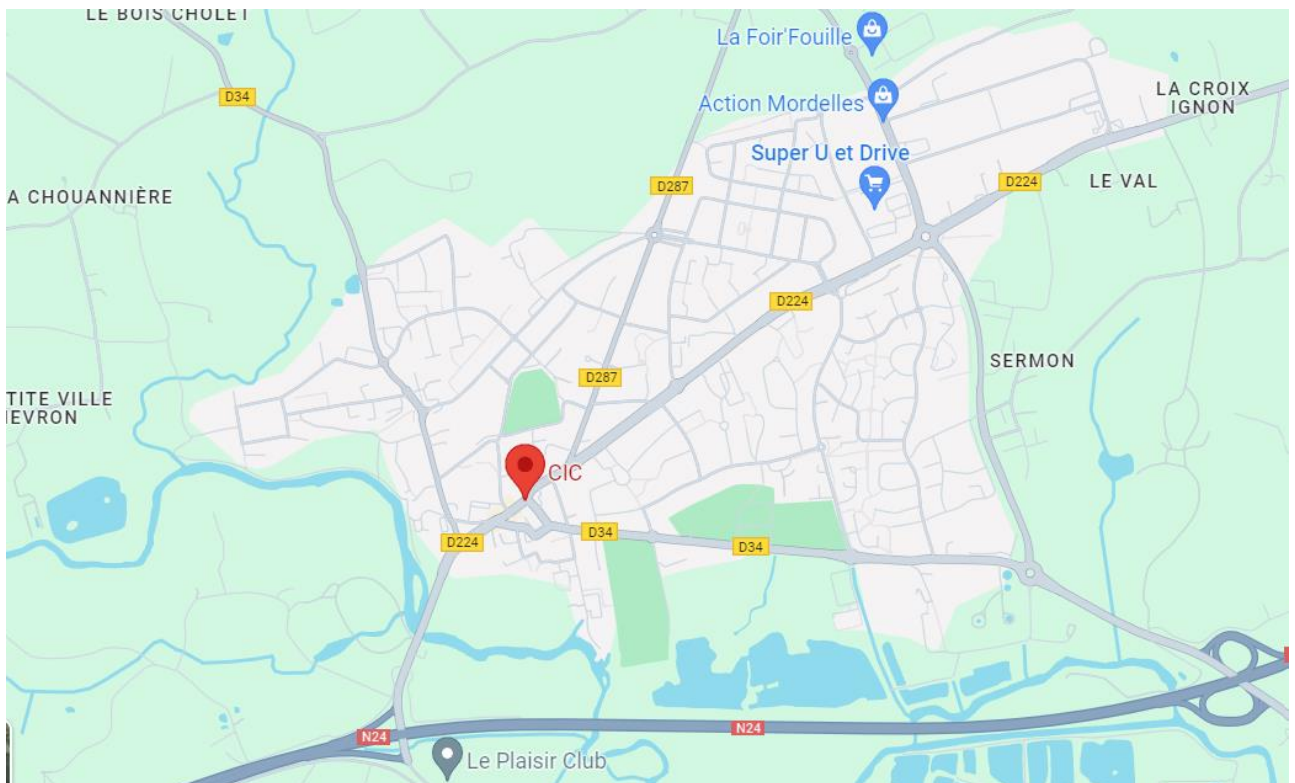 LE BOIS CHOLET
La Foir'Fouille
D34
Action Mordelles
LA CROIX
IGNON
Super U et Drive
D287
D224
LE VAL
A CHOUANNIÈRE
D224
SERMON
D287
TITE VILLE
IEVRON
CIC
D34
D224
D34
N24
N24
Le Plaisir Club